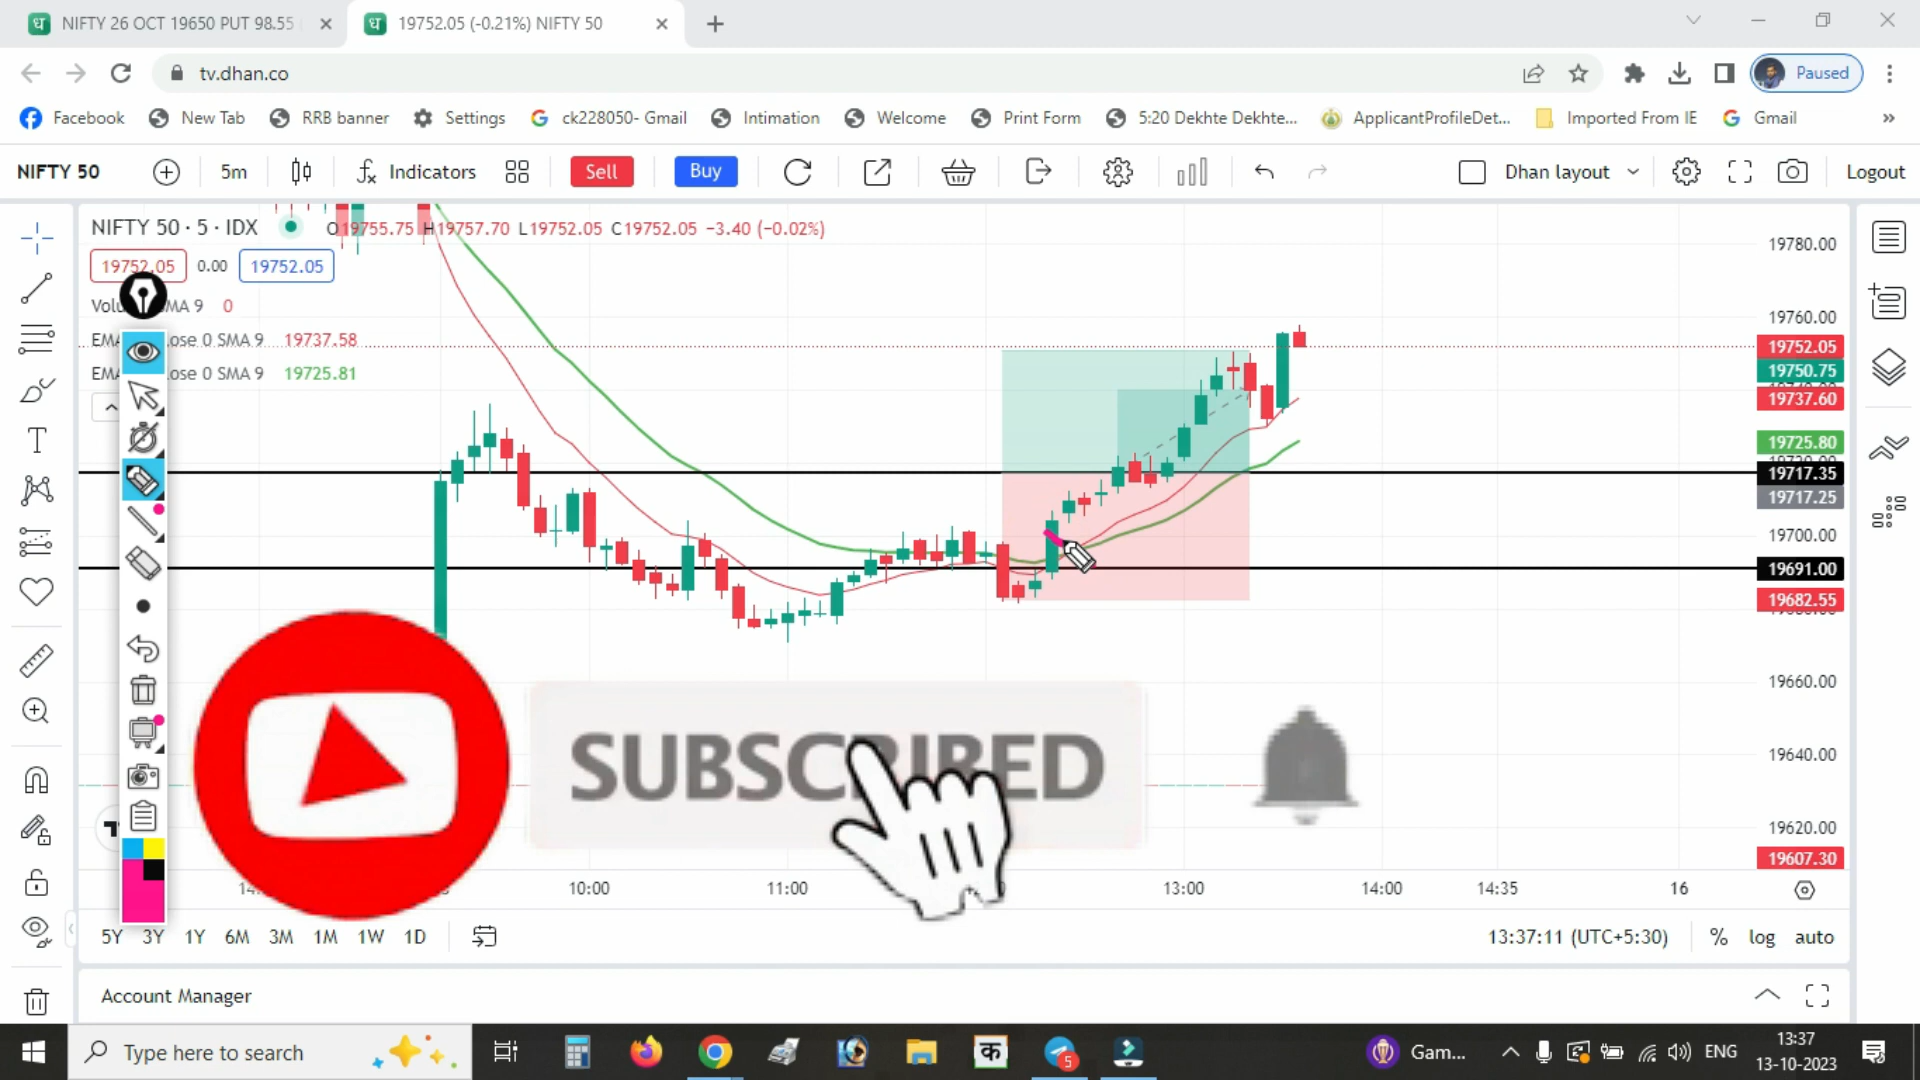 NIFTY 26 OCT 19650 PUT 98.55
19752.05 (-0.21%) NIFTY 50
tv.dhan.co
Paused
Facebook
New Tab
RRB banner
Settings
ck228050- Gmail
Intimation
Welcome
Print Form
5:20 Dekhte Dekhte...
ApplicantProfileDet...
Imported From IE
Gmail
»
NIFTY 50
5m
Indicators
Sell
Buy
Dhan layout
Logout
NIFTY 50 · 5 · IDX
O19755.75 H19757.70 L19752.05 C19752.05 −3.40 (−0.02%)
19752.05
0.00
19752.05
SMA 9 0
0 SMA 9 19737.58
0 SMA 9 19725.81
19780.00
19760.00
19752.05
19750.75
19737.60
19725.80
19717.35
19717.25
19700.00
19691.00
19682.55
19660.00
19640.00
19620.00
19607.30
SUBSCRIBED
10:00
11:00
13:00
14:00
14:35
16
5Y
3Y
1Y
6M
3M
1M
1W
1D
13:37:11 (UTC+5:30)
%
log
auto
Account Manager
Type here to search
क
5
Gam...
ENG
13:37
13-10-2023